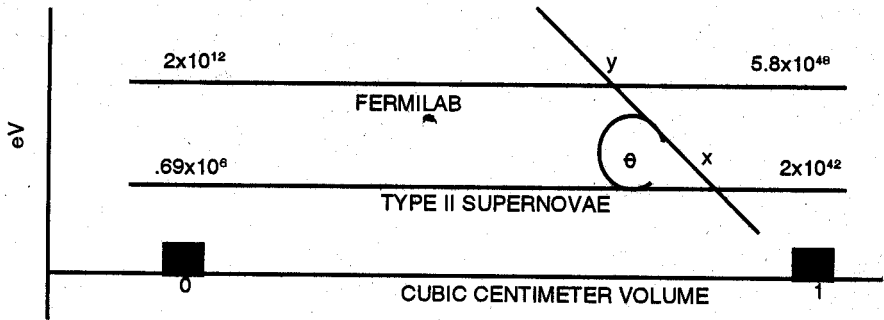 y
2x10¹² 5.8x10⁴⁸
FERMILAB
eV
.69x10⁶ θ x 2x10⁴²
TYPE II SUPERNOVAE
0 CUBIC CENTIMETER VOLUME 1